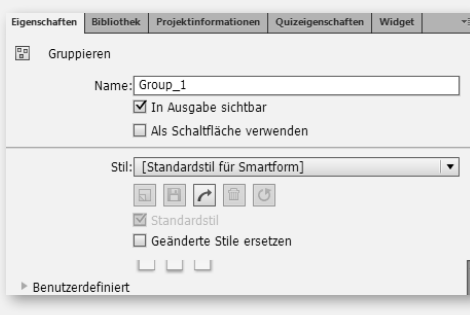 Eigenschaften Bibliothek Projektinformationen Quizeigenschaften Widget
Gruppieren
Name: Group_1
In Ausgabe sichtbar
Als Schaltfläche verwenden
Stil: [Standardstil für Smartform]
Standardstil
Geänderte Stile ersetzen
Benutzerdefiniert